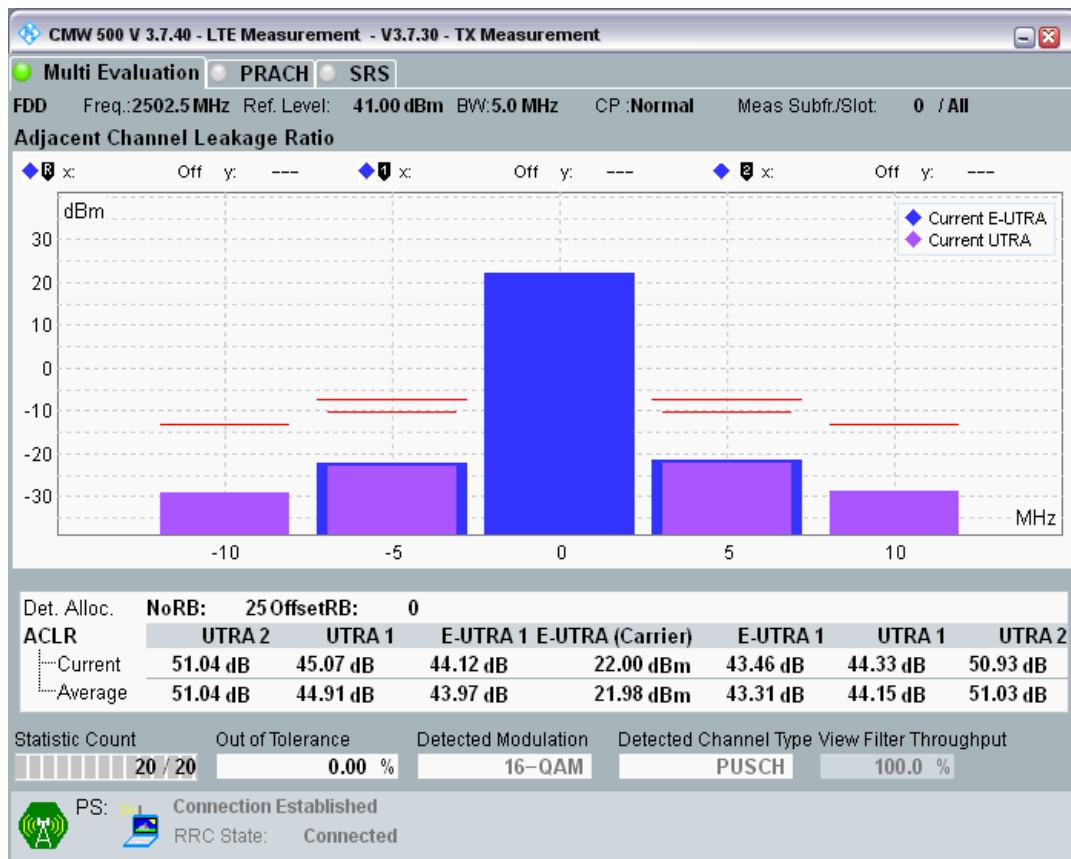 CMW 500 V 3.7.40 - LTE Measurement - V3.7.30 - TX Measurement
Multi Evaluation PRACH SRS
FDD Freq.:2502.5 MHz Ref. Level: 41.00 dBm BW:5.0 MHz CP :Normal Meas Subfr./Slot: 0 / All
Adjacent Channel Leakage Ratio
R x: Off y: --- 1 x: Off y: --- 2 x: Off y: ---
dBm
Current E-UTRA
Current UTRA
30
20
10
0
-10
-20
-30
MHz
-10 -5 0 5 10
Det. Alloc. NoRB: 25 OffsetRB: 0
ACLR UTRA 2 UTRA 1 E-UTRA 1 E-UTRA (Carrier) E-UTRA 1 UTRA 1 UTRA 2
Current 51.04 dB 45.07 dB 44.12 dB 22.00 dBm 43.46 dB 44.33 dB 50.93 dB
Average 51.04 dB 44.91 dB 43.97 dB 21.98 dBm 43.31 dB 44.15 dB 51.03 dB
Statistic Count Out of Tolerance Detected Modulation Detected Channel Type View Filter Throughput
20 / 20 0.00 % 16-QAM PUSCH 100.0 %
PS: Connection Established
RRC State: Connected